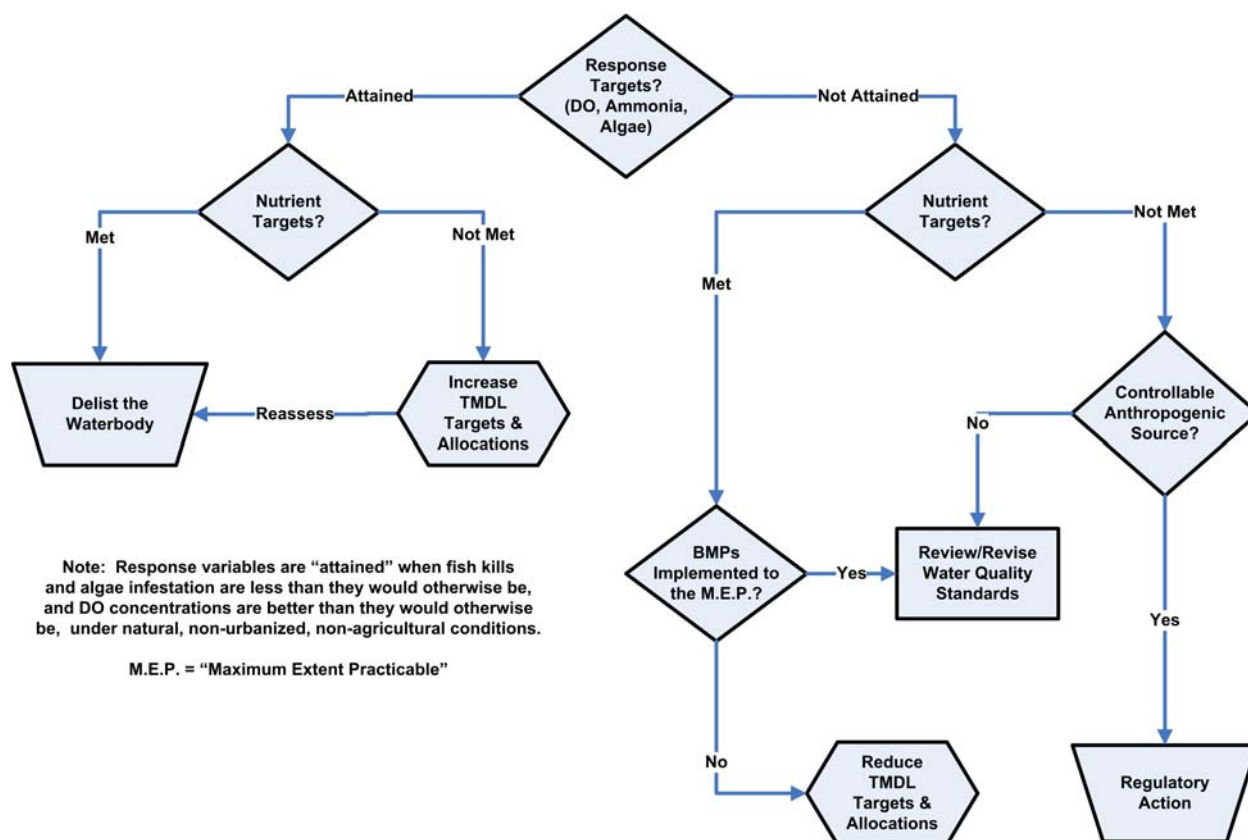 Response
Targets?
(DO, Ammonia,
Algae)
Attained
Not Attained
Nutrient
Targets?
Nutrient
Targets?
Met
Not Met
Met
Not Met
Delist the
Waterbody
Reassess
Increase
TMDL
Targets &
Allocations
Controllable
Anthropogenic
Source?
No
BMPs
Implemented to
the M.E.P.?
Yes
Review/Revise
Water Quality
Standards
Yes
Note: Response variables are “attained” when fish kills
and algae infestation are less than they would otherwise be,
and DO concentrations are better than they would otherwise
be, under natural, non-urbanized, non-agricultural conditions.
M.E.P. = “Maximum Extent Practicable”
No
Reduce
TMDL
Targets &
Allocations
Regulatory
Action